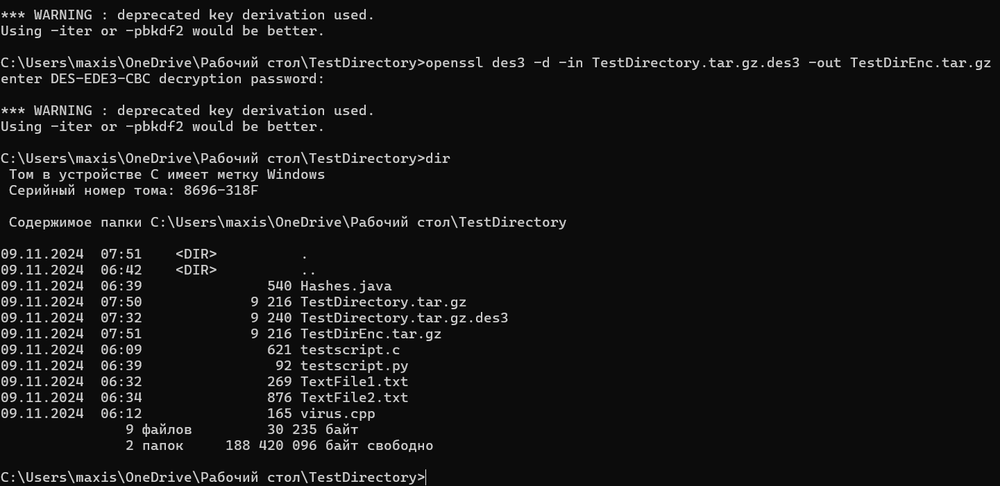 *** WARNING : deprecated key derivation used.
Using -iter or -pbkdf2 would be better.
C:\Users\maxis\OneDrive\Рабочий стол\TestDirectory>openssl des3 -d -in TestDirectory.tar.gz.des3 -out TestDirEnc.tar.gz
enter DES-EDE3-CBC decryption password:
*** WARNING : deprecated key derivation used.
Using -iter or -pbkdf2 would be better.
C:\Users\maxis\OneDrive\Рабочий стол\TestDirectory>dir
Том в устройстве C имеет метку Windows
Серийный номер тома: 8696-318F
Содержимое папки C:\Users\maxis\OneDrive\Рабочий стол\TestDirectory
09.11.2024  07:51    <DIR>          .
09.11.2024  06:42    <DIR>          ..
09.11.2024  06:39               540 Hashes.java
09.11.2024  07:50             9 216 TestDirectory.tar.gz
09.11.2024  07:32             9 240 TestDirectory.tar.gz.des3
09.11.2024  07:51             9 216 TestDirEnc.tar.gz
09.11.2024  06:09               621 testscript.c
09.11.2024  06:39                92 testscript.py
09.11.2024  06:32               269 TextFile1.txt
09.11.2024  06:34               876 TextFile2.txt
09.11.2024  06:12               165 virus.cpp
9 файлов         30 235 байт
2 папок     188 420 096 байт свободно
C:\Users\maxis\OneDrive\Рабочий стол\TestDirectory>